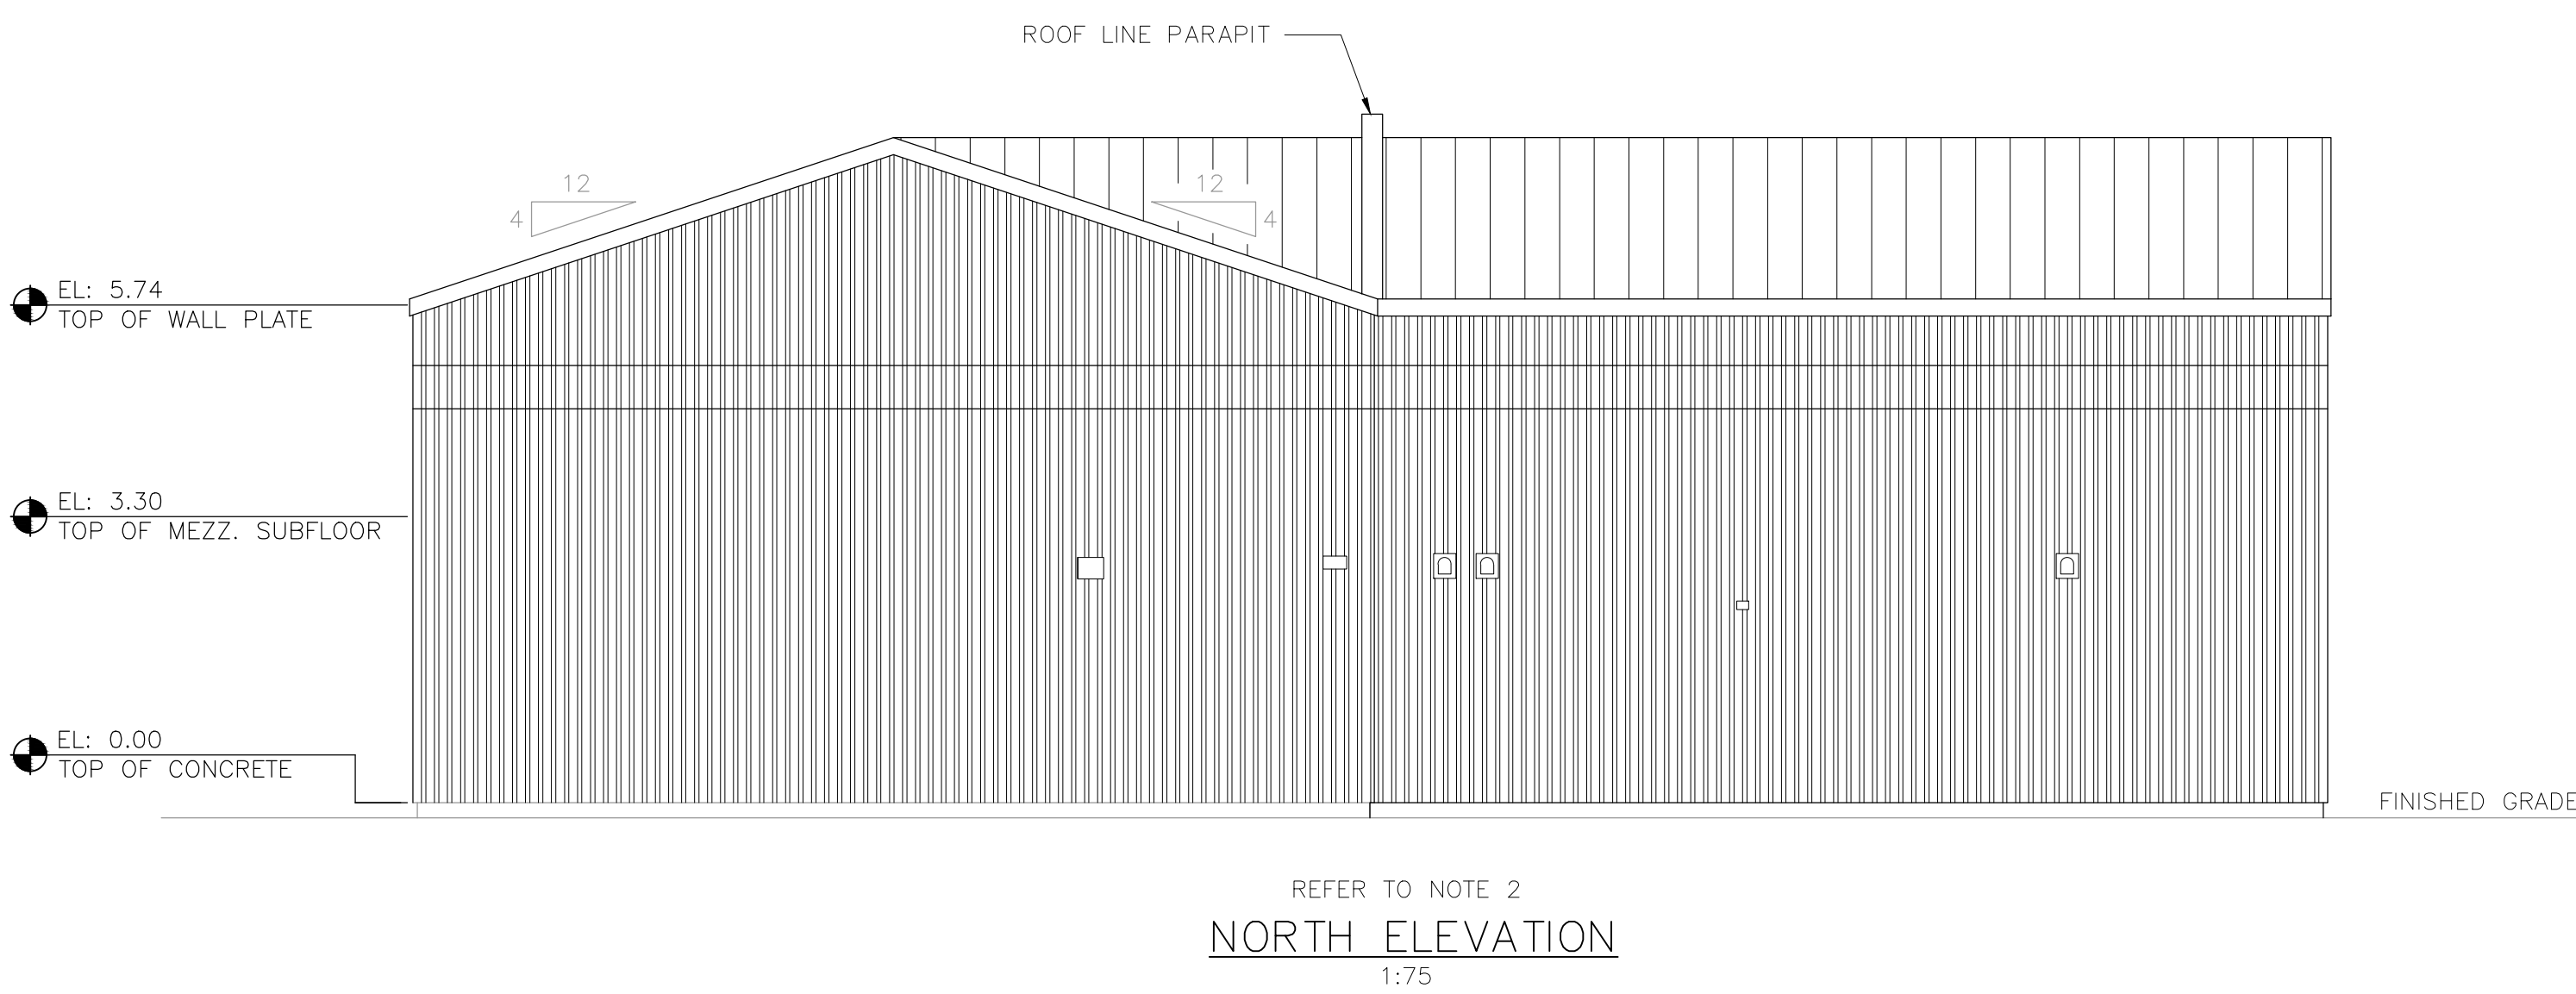 ROOF LINE PARAPIT
12
4
12
4
EL: 5.74
TOP OF WALL PLATE
EL: 3.30
TOP OF MEZZ. SUBFLOOR
EL: 0.00
TOP OF CONCRETE
FINISHED GRADE
REFER TO NOTE 2
NORTH ELEVATION
1:75